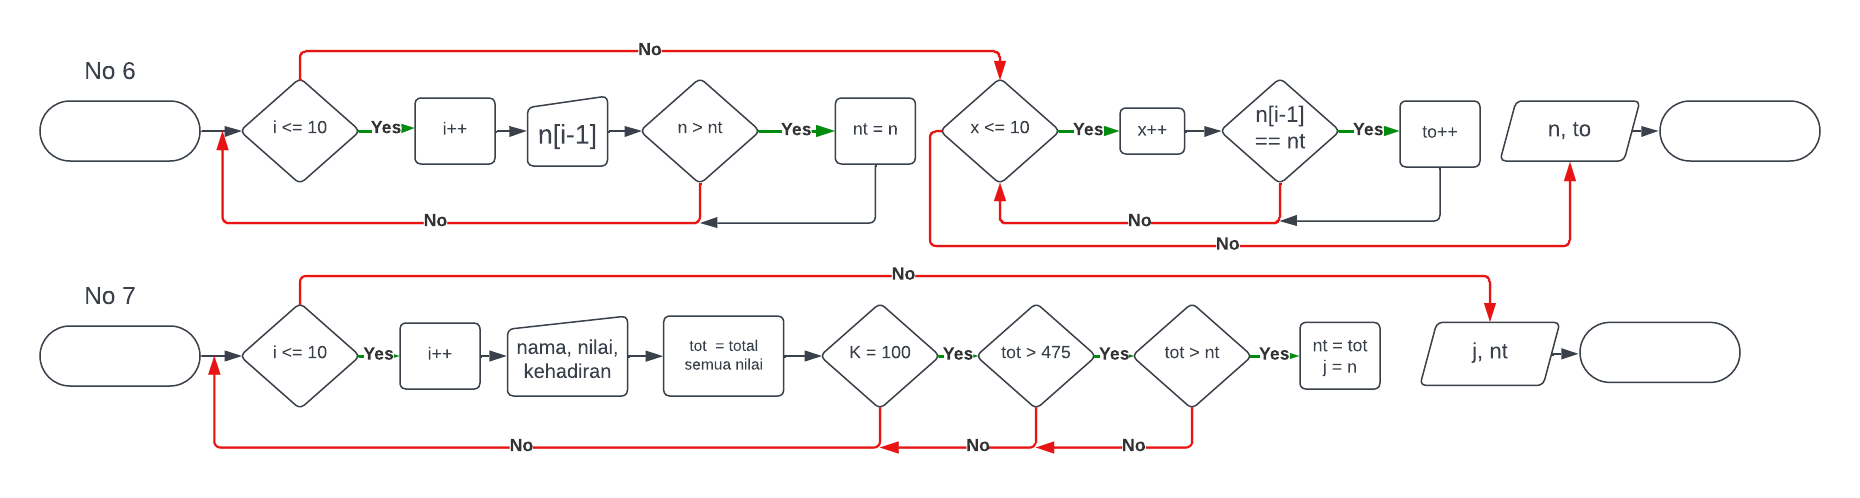 No 6
No
i <= 10
Yes
i++
n[i-1]
n > nt
Yes
nt = n
x <= 10
Yes
x++
n[i-1]
== nt
Yes
to++
n, to
No
No
No
No 7
No
i <= 10
Yes
i++
nama, nilai,
kehadiran
tot = total
semua nilai
K = 100
Yes
tot > 475
Yes
tot > nt
Yes
nt = tot
j = n
j, nt
No
No
No